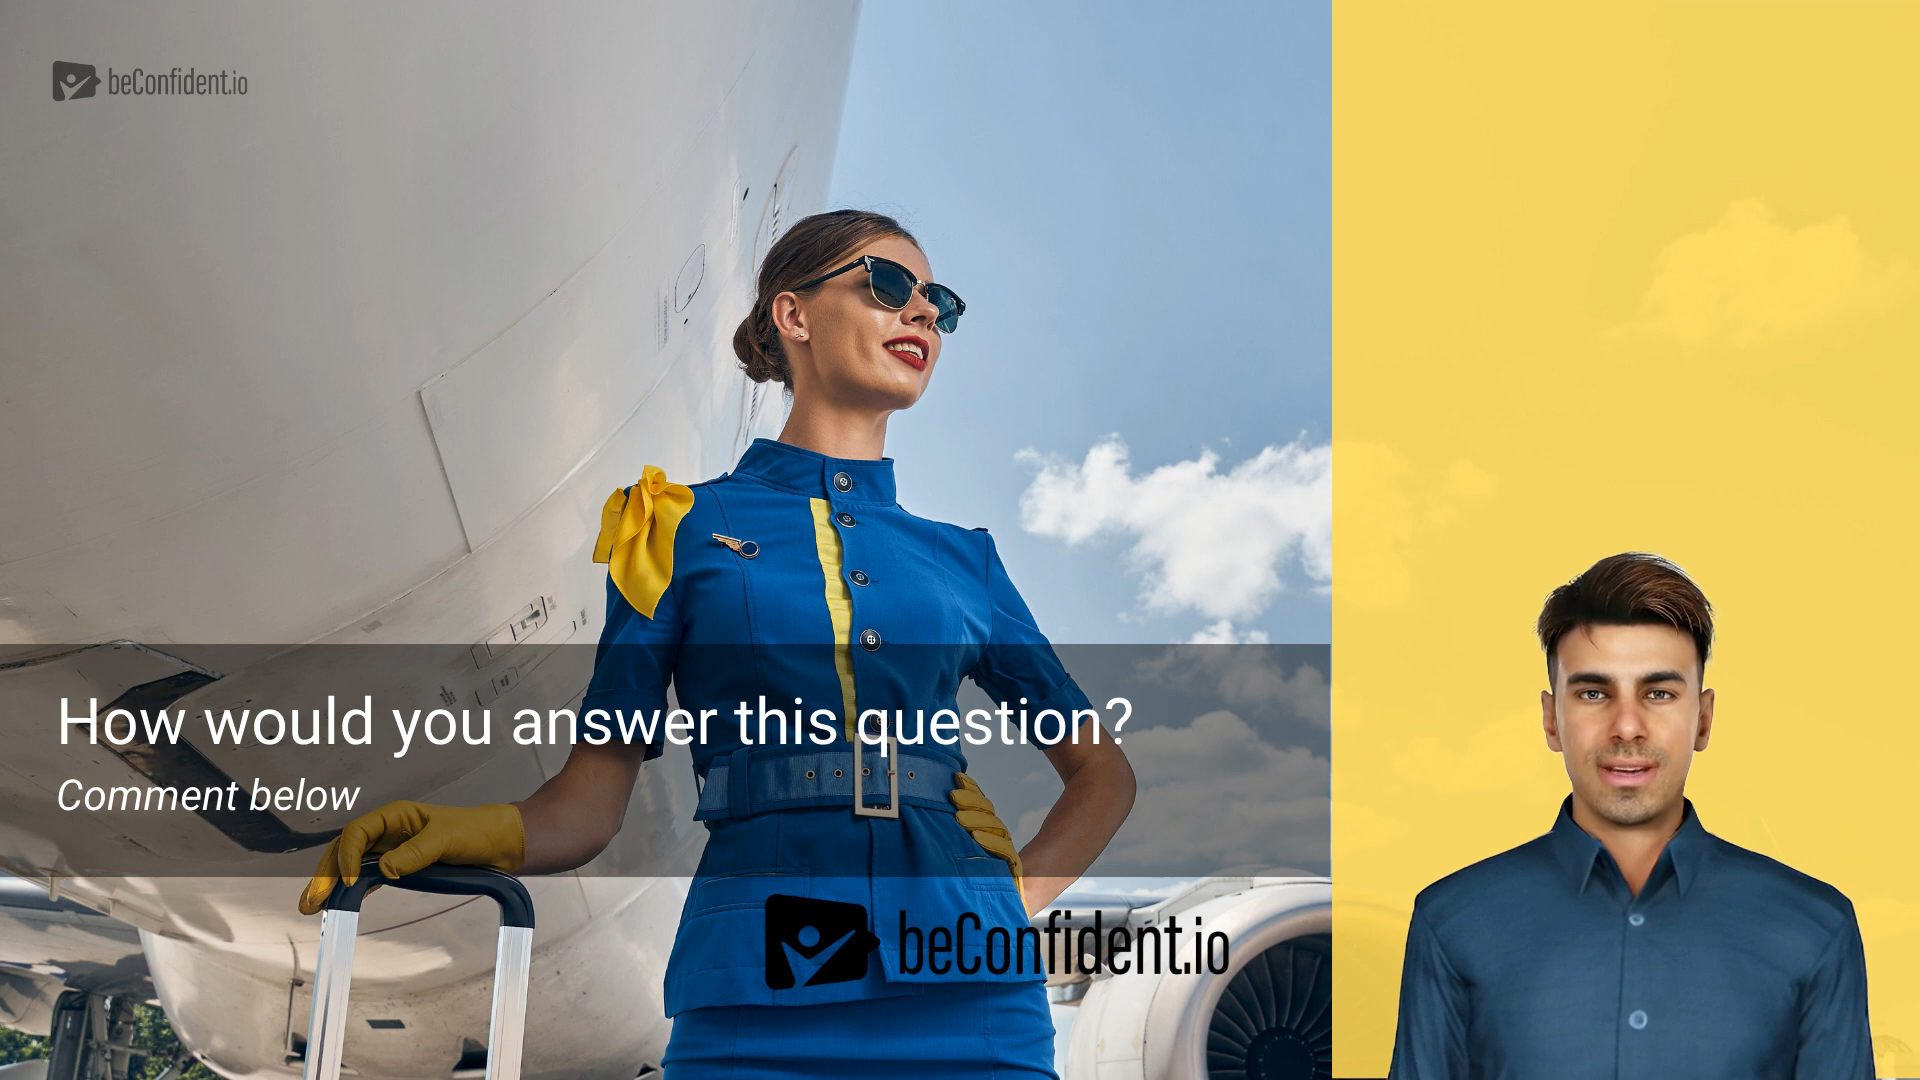 beConfident.io
How would you answer this question?
Comment below
beConfident.io